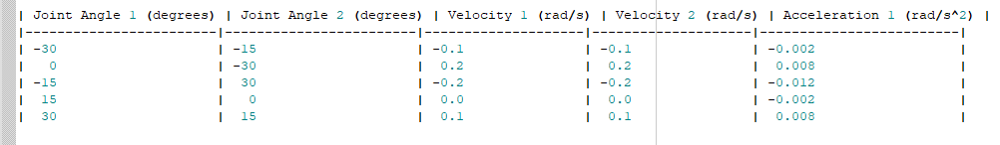 | Joint Angle 1 (degrees) | Joint Angle 2 (degrees) | Velocity 1 (rad/s) | Velocity 2 (rad/s) | Acceleration 1 (rad/s^2) |
|-------------------------|-------------------------|--------------------|--------------------|--------------------------|
| -30 | -15 | -0.1 | -0.1 | -0.002 |
| 0 | -30 | 0.2 | 0.2 | 0.008 |
| -15 | 30 | -0.2 | -0.2 | -0.012 |
| 15 | 0 | 0.0 | 0.0 | -0.002 |
| 30 | 15 | 0.1 | 0.1 | 0.008 |